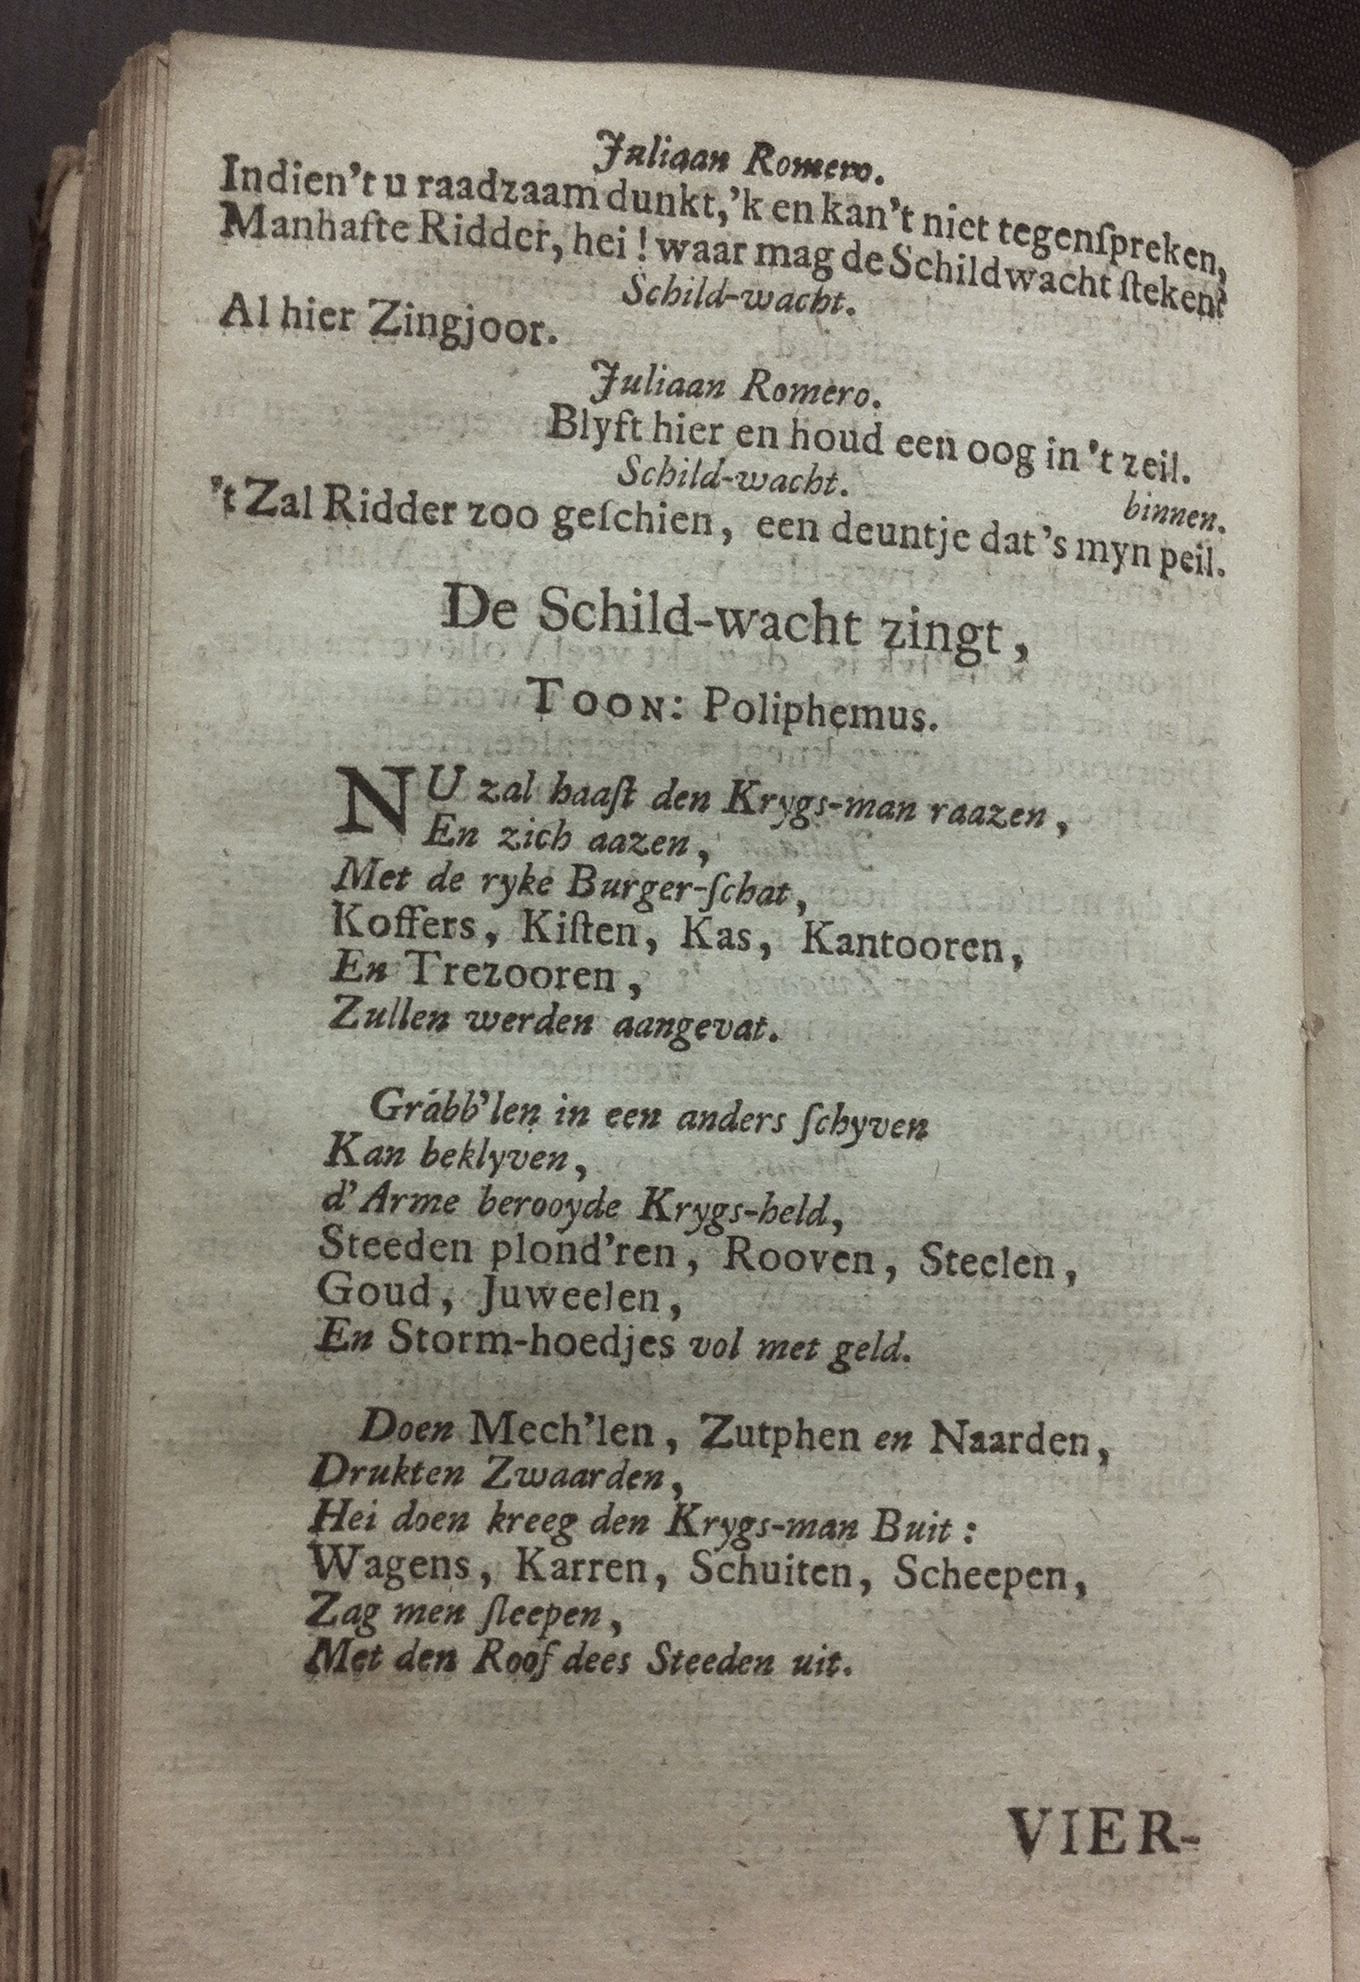 Juliaan Romero.
Indien't u raadzaam dunkt, 'k en kan't niet tegenſpreken,
Manhafte Ridder, hei! waar mag de Schildwacht ſteken?
Schild-wacht.
Al hier Zingjoor.
Juliaan Romero.
Blyft hier en houd een oog in 't zeil.
binnen.
Schild-wacht.
't Zal Ridder zoo geſchien, een deuntje dat 's myn peil.
De Schild-wacht zingt,
TOON: Poliphemus.
NU zal haaſt den Krygs-man raazen,
En zich aazen,
Met de ryke Burger-ſchat,
Koffers, Kiſten, Kas, Kantooren,
En Trezooren,
Zullen werden aangevat.
Grabb'len in een anders ſchyven
Kan beklyven,
d'Arme berooyde Krygs-held,
Steeden plond'ren, Rooven, Steelen,
Goud, Juweelen,
En Storm-hoedjes vol met geld.
Doen Mech'len, Zutphen en Naarden,
Drukten Zwaarden,
Hei doen kreeg den Krygs-man Buit:
Wagens, Karren, Schuiten, Scheepen,
Zag men ſleepen,
Met den Roof dees Steeden uit.
VIER-